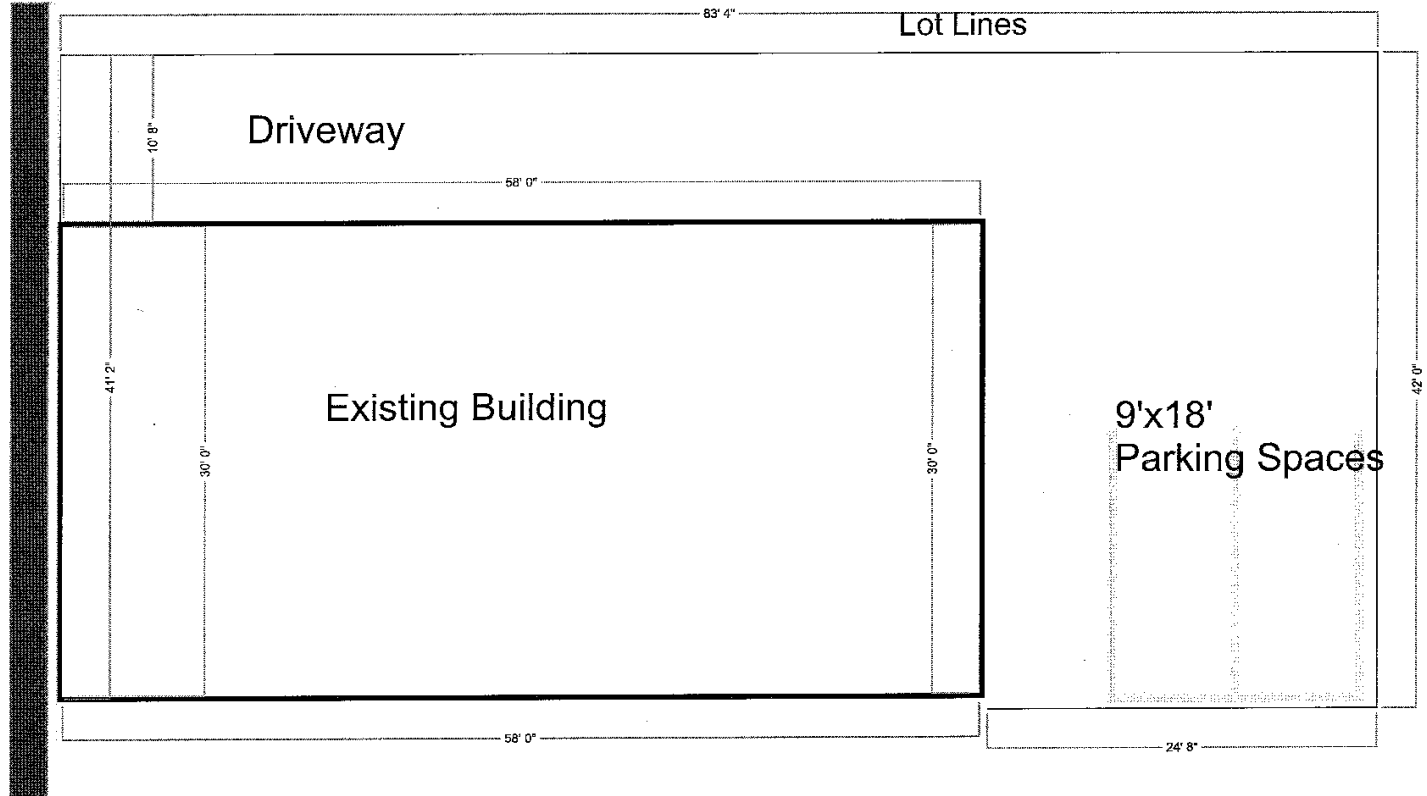 83' 4"
Lot Lines
10' 8"
Driveway
58' 0"
41' 2"
30' 0"
Existing Building
30' 0"
9'x18'
Parking Spaces
42' 0"
58' 0"
24' 8"